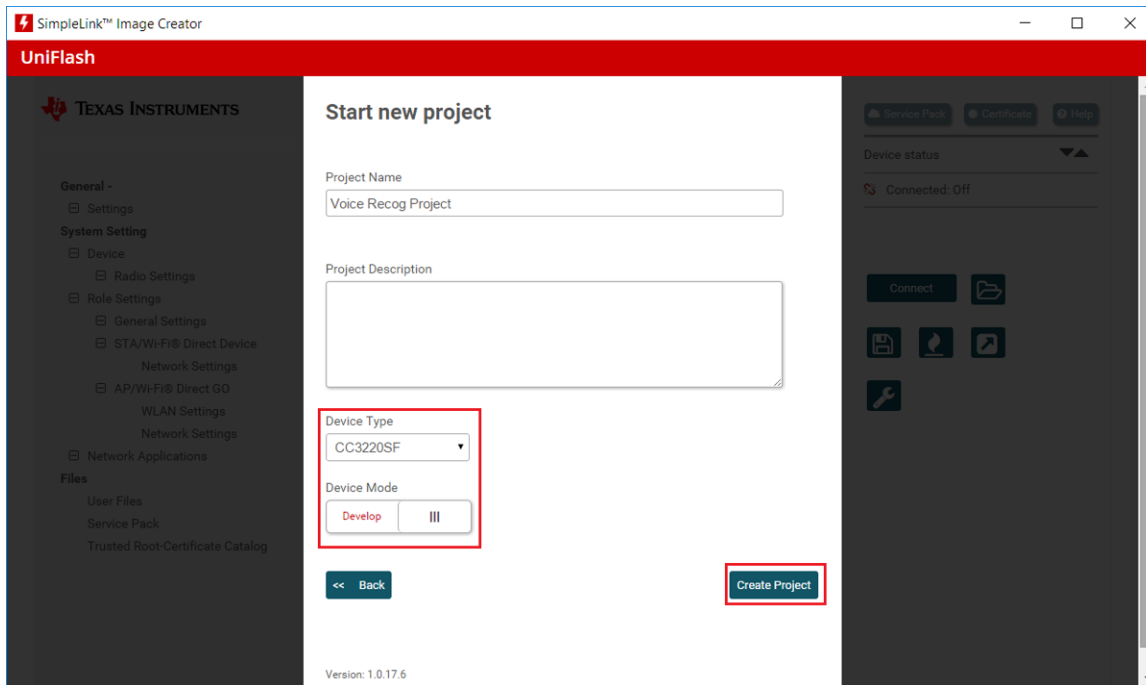 SimpleLink™ Image Creator
UniFlash
TEXAS INSTRUMENTS
General -
Settings
System Setting
Device
Radio Settings
Role Settings
General Settings
STA/Wi-Fi® Direct Device
Network Settings
AP/Wi-Fi® Direct GO
WLAN Settings
Network Settings
Network Applications
Files
User Files
Service Pack
Trusted Root-Certificate Catalog
Start new project
Project Name
Voice Recog Project
Project Description
Device Type
CC3220SF
Device Mode
Develop
<< Back
Create Project
Version: 1.0.17.6
Service Pack Certificate Help
Device status
Connected: Off
Connect